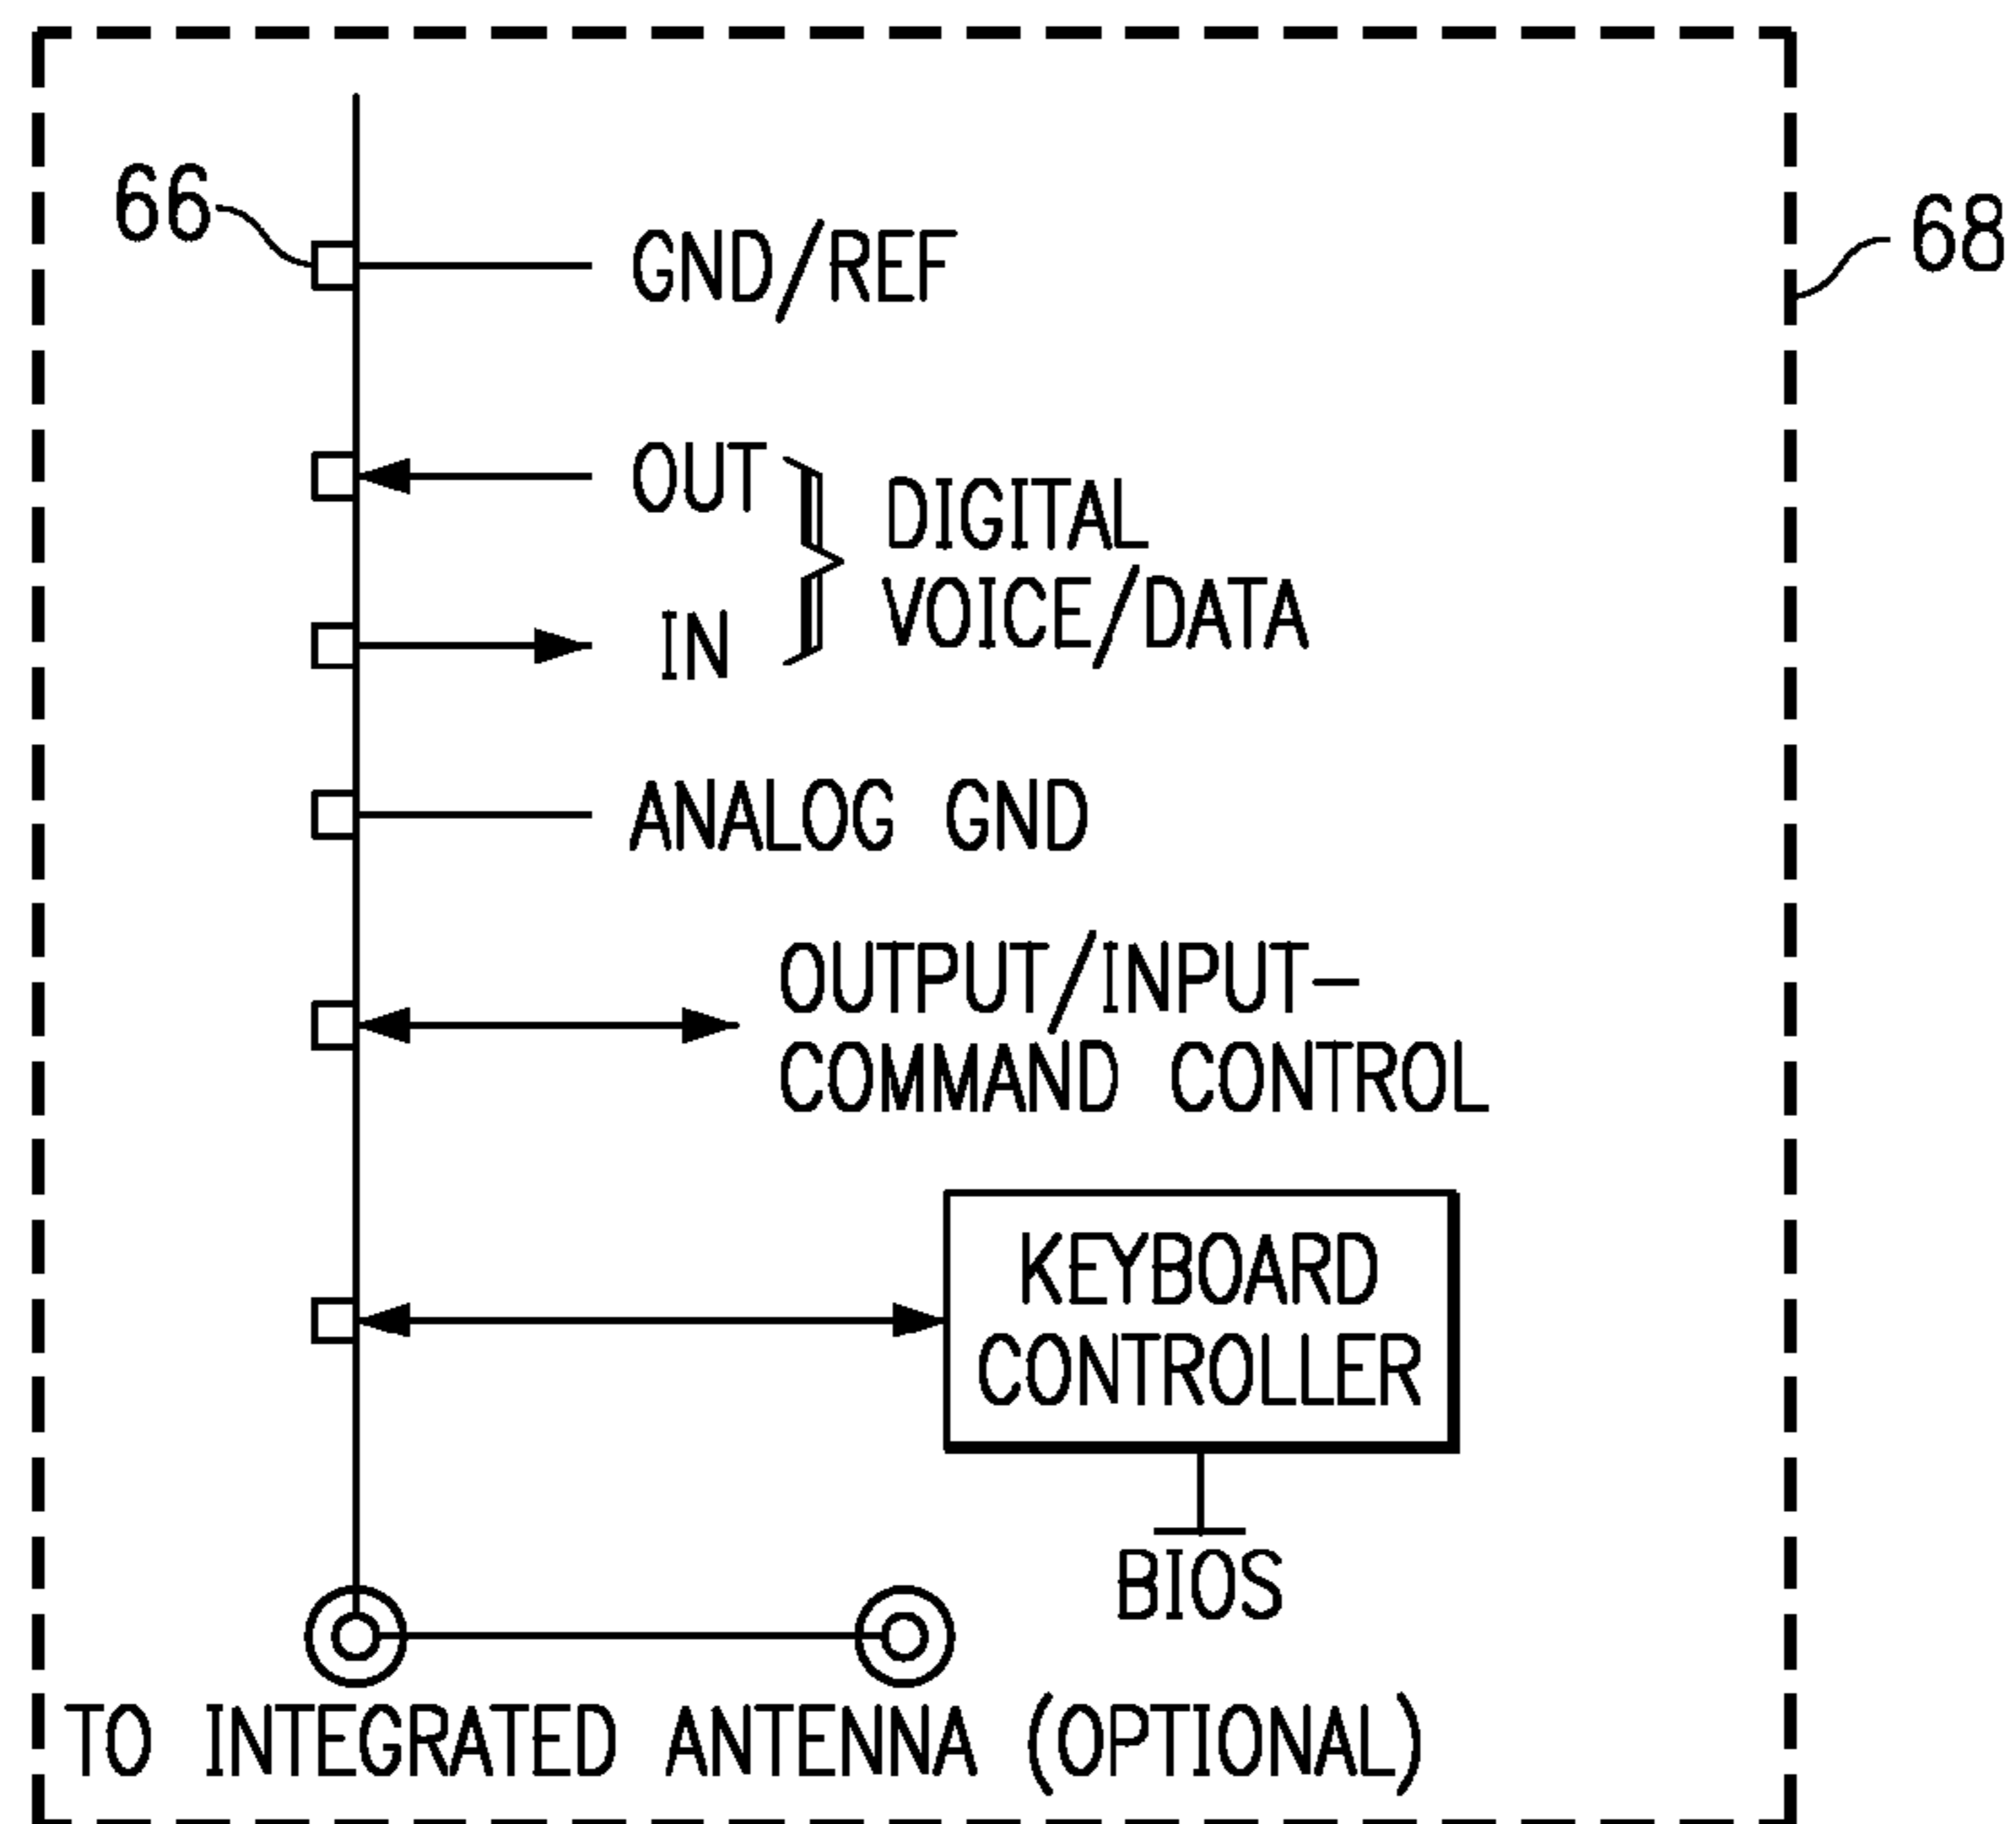 66
68
GND/REF
OUT
DIGITAL
VOICE/DATA
IN
ANALOG GND
OUTPUT/INPUT-
COMMAND CONTROL
KEYBOARD
CONTROLLER
BIOS
TO INTEGRATED ANTENNA (OPTIONAL)